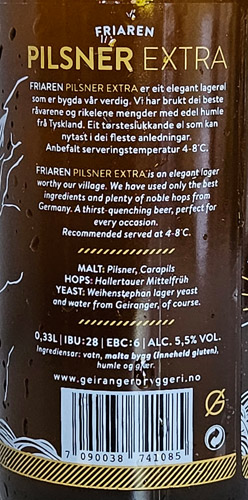 FRIAREN
PILSNER EXTRA
FRIAREN PILSNER EXTRA er eit elegant lagerøl
som er bygda vår verdig. Vi har brukt dei beste
råvarene og rikelene mengder med edel humle
frå Tyskland. Eit tørsteslukkande øl som kan
nytast i dei fleste anledningar.
Anbefalt serveringstemperatur 4-8°C.
FRIAREN PILSNER EXTRA is an elegant lager
worthy our village. We have used only the best
ingredients and plenty of noble hops from
Germany. A thirst-quenching beer, perfect for
every occasion.
Recommended served at 4-8°C.
MALT: Pilsner, Carapils
HOPS: Hallertauer Mittelfrüh
YEAST: Weihenstephan lager yeast
and water from Geiranger, of course.
0,33L | IBU: 28 | EBC: 6 | ALC. 5,5% VOL.
Ingrediensar: vatn, malta bygg (Inneheld gluten),
humle og gjær.
www.geirangerbryggeri.no
7 090038 741085